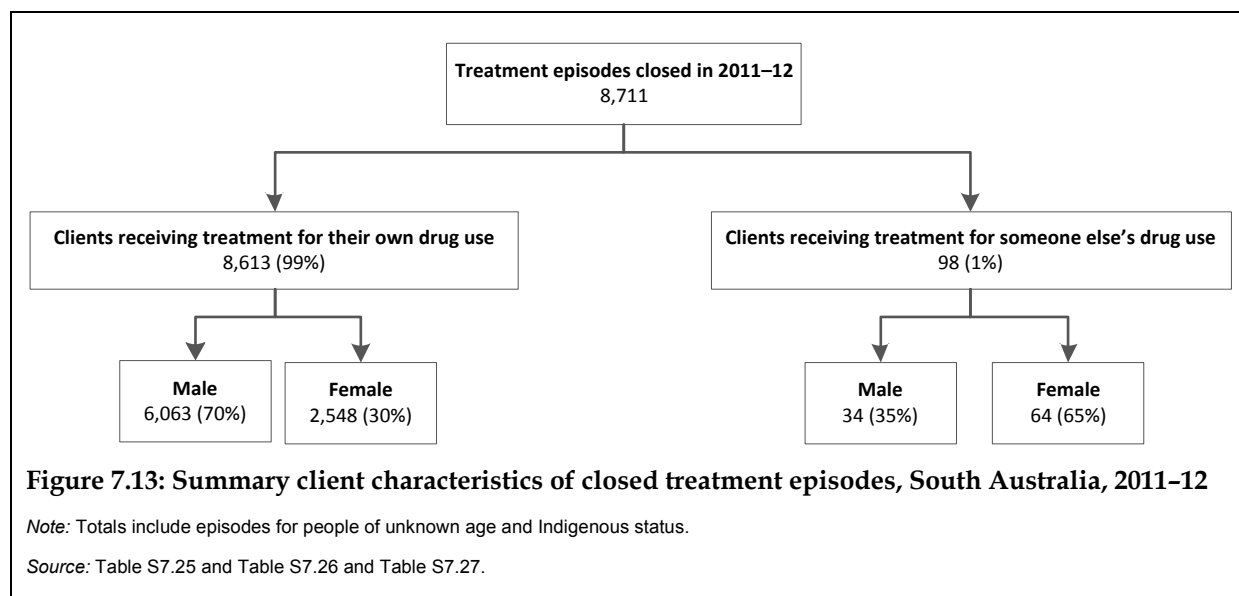 Treatment episodes closed in 2011–12
8,711
Clients receiving treatment for their own drug use
8,613 (99%)
Clients receiving treatment for someone else’s drug use
98 (1%)
Male
6,063 (70%)
Female
2,548 (30%)
Male
34 (35%)
Female
64 (65%)
Figure 7.13: Summary client characteristics of closed treatment episodes, South Australia, 2011–12
Note: Totals include episodes for people of unknown age and Indigenous status.
Source: Table S7.25 and Table S7.26 and Table S7.27.